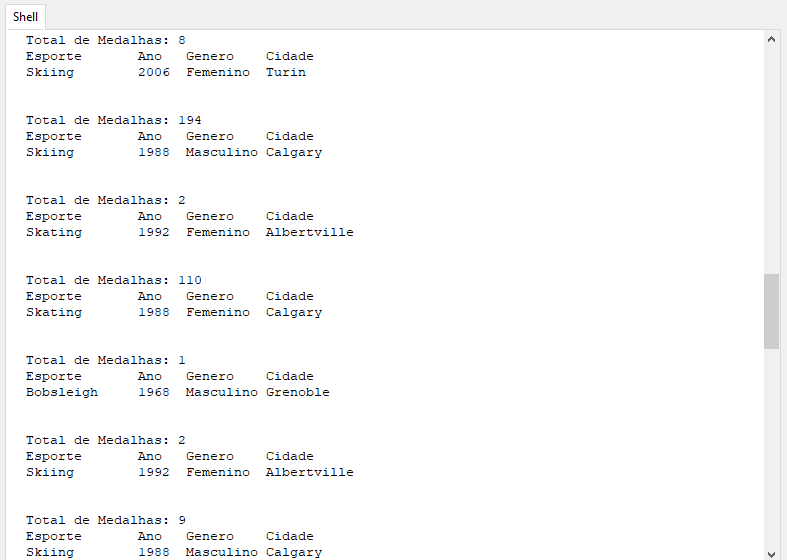 Shell
Total de Medalhas: 8
Esporte Ano Genero Cidade
Skiing 2006 Femenino Turin
Total de Medalhas: 194
Esporte Ano Genero Cidade
Skiing 1988 Masculino Calgary
Total de Medalhas: 2
Esporte Ano Genero Cidade
Skating 1992 Femenino Albertville
Total de Medalhas: 110
Esporte Ano Genero Cidade
Skating 1988 Femenino Calgary
Total de Medalhas: 1
Esporte Ano Genero Cidade
Bobsleigh 1968 Masculino Grenoble
Total de Medalhas: 2
Esporte Ano Genero Cidade
Skiing 1992 Femenino Albertville
Total de Medalhas: 9
Esporte Ano Genero Cidade
Skiing 1988 Masculino Calgary